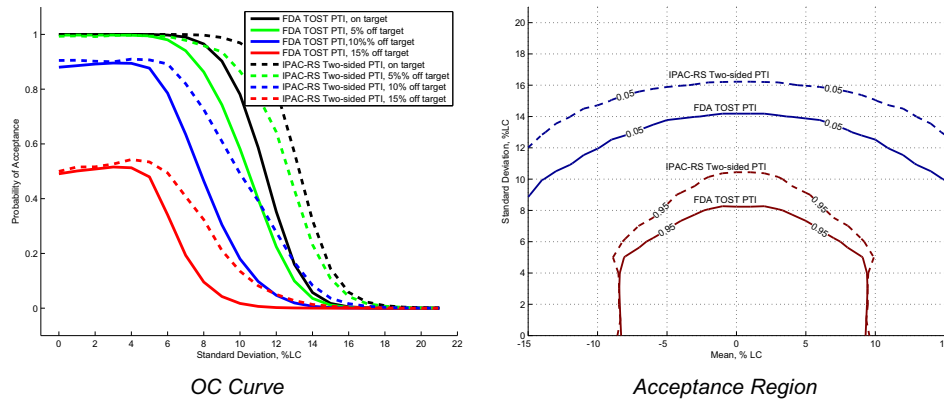 FDA TOST PTI, on target
FDA TOST PTI, 5% off target
FDA TOST PTI,10%% off target
FDA TOST PTI, 15% off target
IPAC-RS Two-sided PTI, on target
IPAC-RS Two-sided PTI, 5%% off target
IPAC-RS Two-sided PTI, 10% off target
IPAC-RS Two-sided PTI, 15% off target
Probability of Acceptance
1
0.8
0.6
0.4
0.2
0
0 2 4 6 8 10 12 14 16 18 20 22
Standard Deviation, %LC
OC Curve
Standard Deviation, %LC
20
18
16
14
12
10
8
6
4
2
0
IPAC-RS Two-sided PTI
0.05
0.05
FDA TOST PTI
0.05
0.05
IPAC-RS Two-sided PTI
0.95
0.95
FDA TOST PTI
0.95
0.95
-15 -10 -5 0 5 10 15
Mean, % LC
Acceptance Region